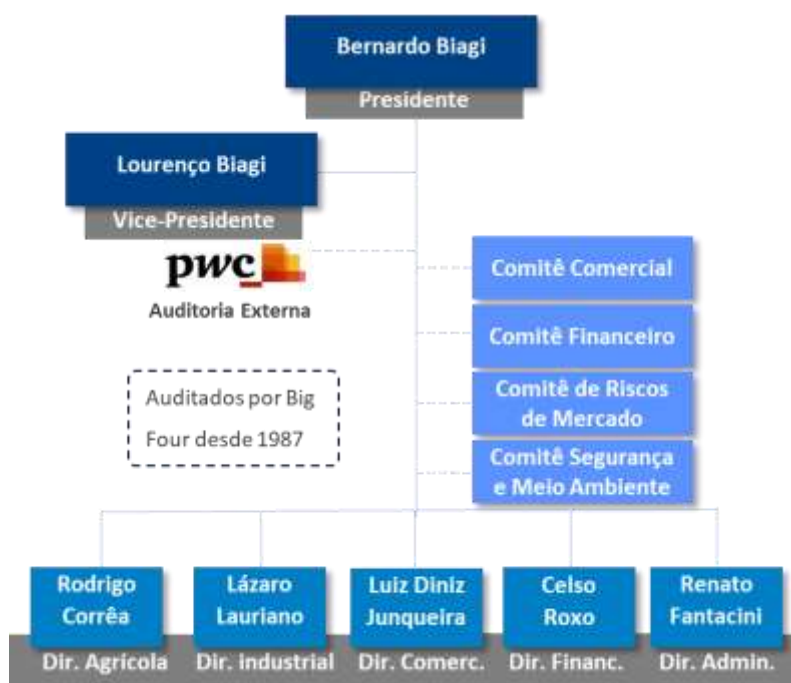 Bernardo Biagi
Presidente
Lourenço Biagi
Vice-Presidente
pwc
Auditoria Externa
Auditados por Big
Four desde 1987
Comitê Comercial
Comitê Financeiro
Comitê de Riscos
de Mercado
Comitê Segurança
e Meio Ambiente
Rodrigo
Corrêa
Dir. Agrícola
Lázaro
Lauriano
Dir. industrial
Luiz Diniz
Junqueira
Dir. Comerc.
Celso
Roxo
Dir. Financ.
Renato
Fantacini
Dir. Admin.